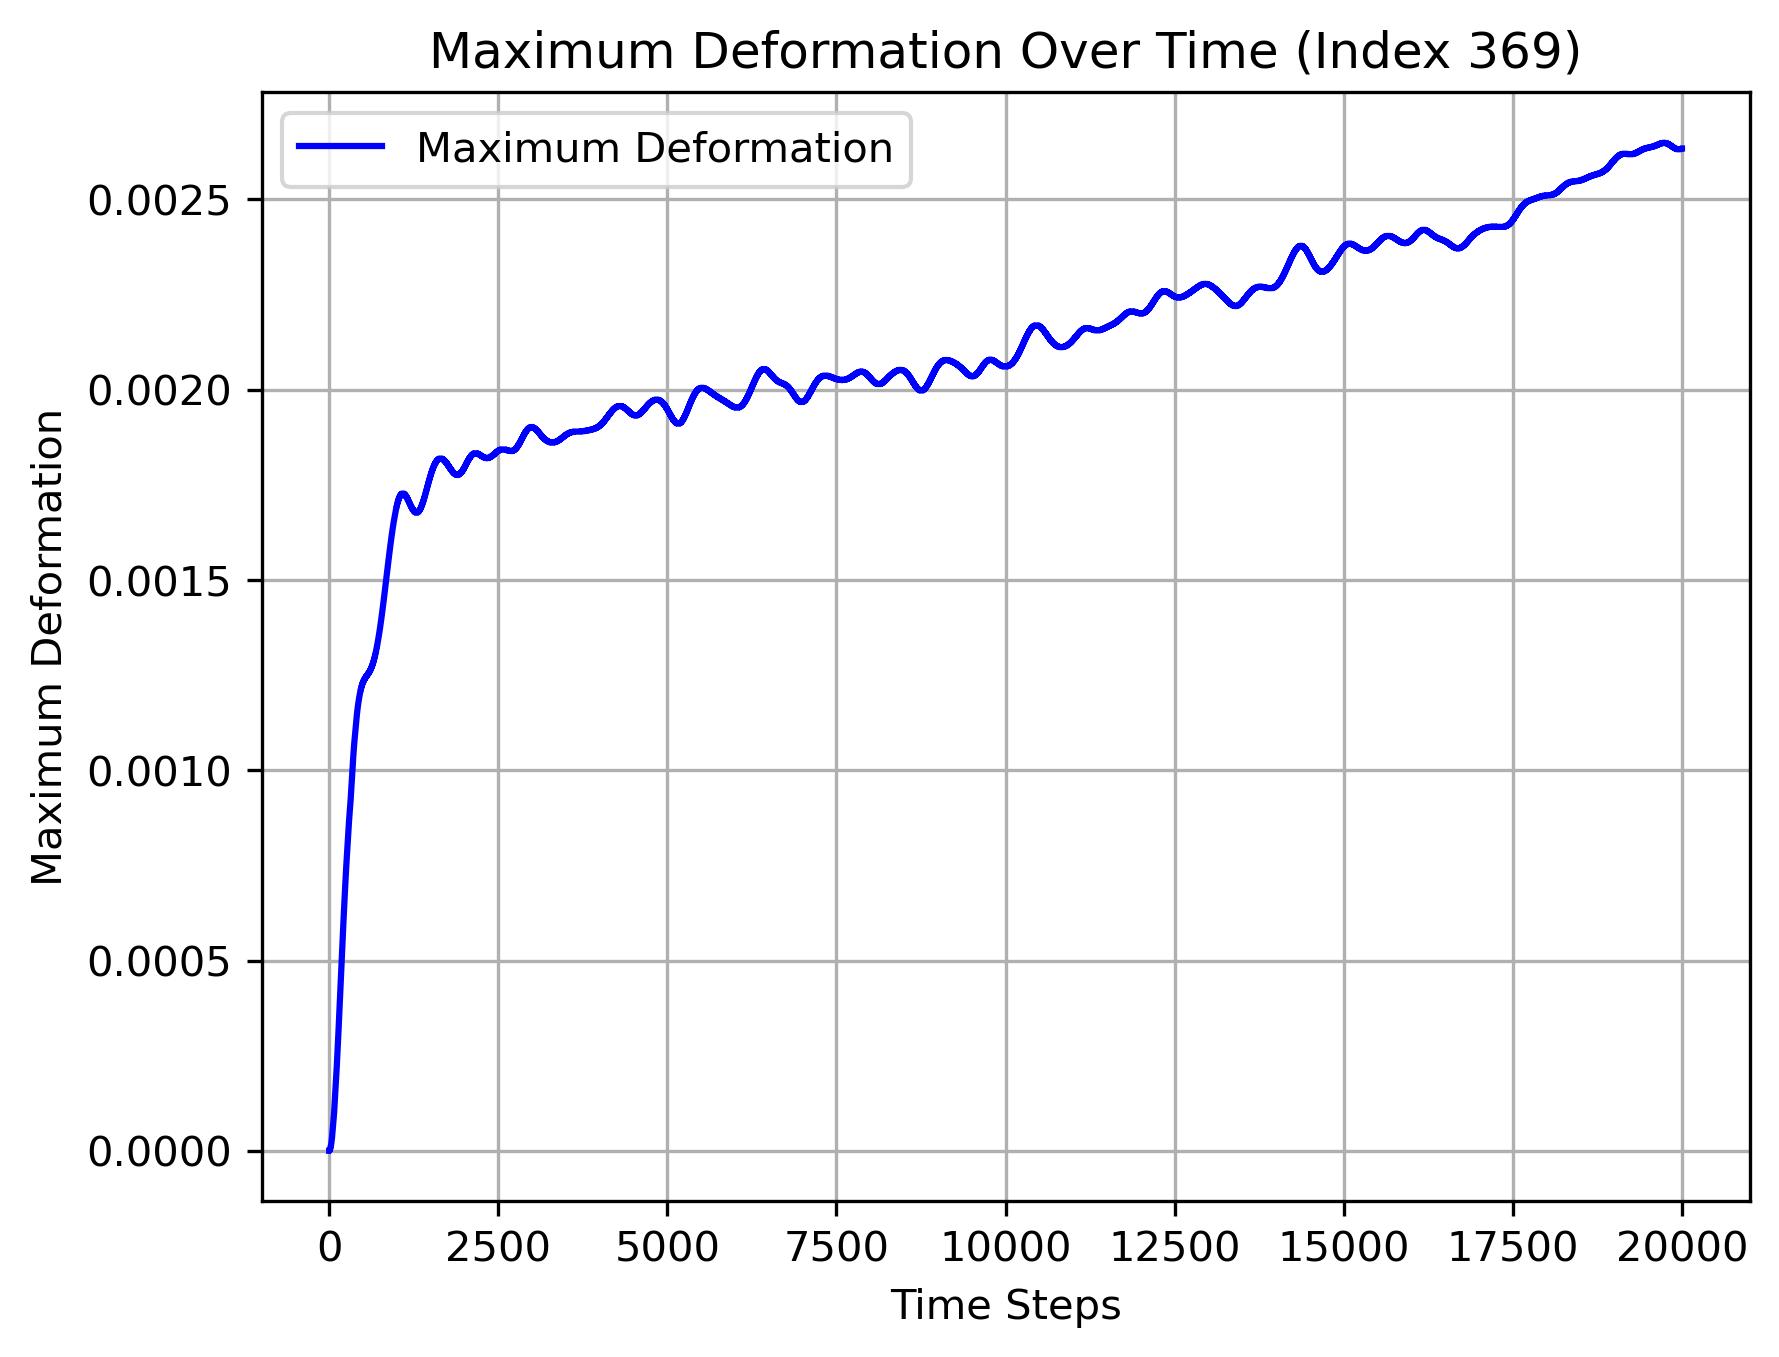 Maximum Deformation Over Time (Index 369)
Maximum Deformation
Maximum Deformation
0.0025
0.0020
0.0015
0.0010
0.0005
0.0000
0 2500 5000 7500 10000 12500 15000 17500 20000
Time Steps